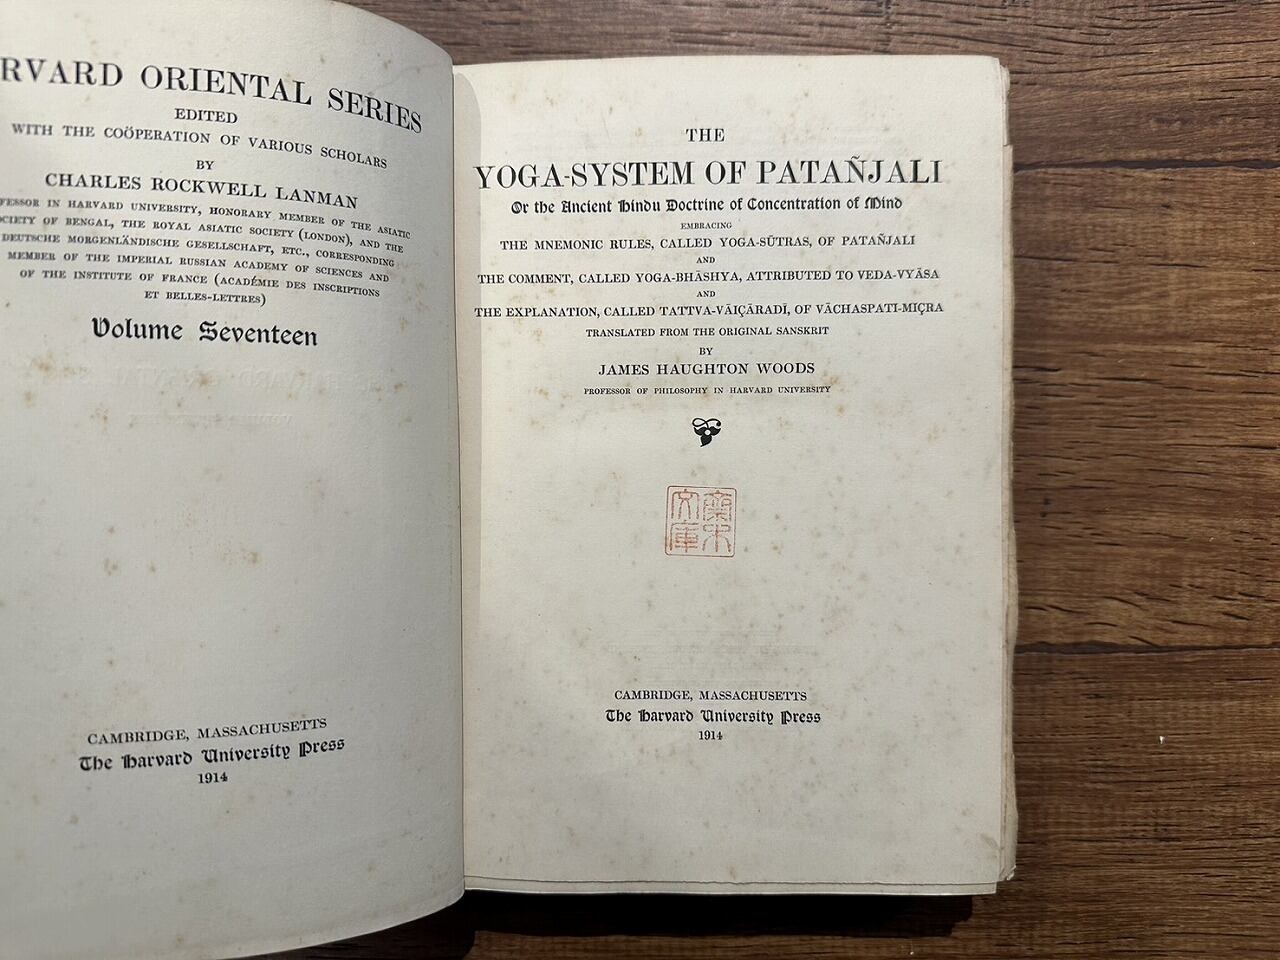 RVARD ORIENTAL SERIES
EDITED
WITH THE COÖPERATION OF VARIOUS SCHOLARS
BY
CHARLES ROCKWELL LANMAN
FESSOR IN HARVARD UNIVERSITY, HONORARY MEMBER OF THE ASIATIC
OCIETY OF BENGAL, THE ROYAL ASIATIC SOCIETY (LONDON), AND THE
DEUTSCHE MORGENLÄNDISCHE GESELLSCHAFT, ETC., CORRESPONDING
MEMBER OF THE IMPERIAL RUSSIAN ACADEMY OF SCIENCES AND
OF THE INSTITUTE OF FRANCE (ACADÉMIE DES INSCRIPTIONS
ET BELLES-LETTRES)
Volume Seventeen
CAMBRIDGE, MASSACHUSETTS
The Harvard University Press
1914
THE
YOGA-SYSTEM OF PATAÑJALI
Or the Ancient Hindu Doctrine of Concentration of Mind
EMBRACING
THE MNEMONIC RULES, CALLED YOGA-SŪTRAS, OF PATAÑJALI
AND
THE COMMENT, CALLED YOGA-BHĀSHYA, ATTRIBUTED TO VEDA-VYĀSA
AND
THE EXPLANATION, CALLED TATTVA-VĀIÇĀRADĪ, OF VĀCHASPATI-MIÇRA
TRANSLATED FROM THE ORIGINAL SANSKRIT
BY
JAMES HAUGHTON WOODS
PROFESSOR OF PHILOSOPHY IN HARVARD UNIVERSITY
文庫
CAMBRIDGE, MASSACHUSETTS
The Harvard University Press
1914